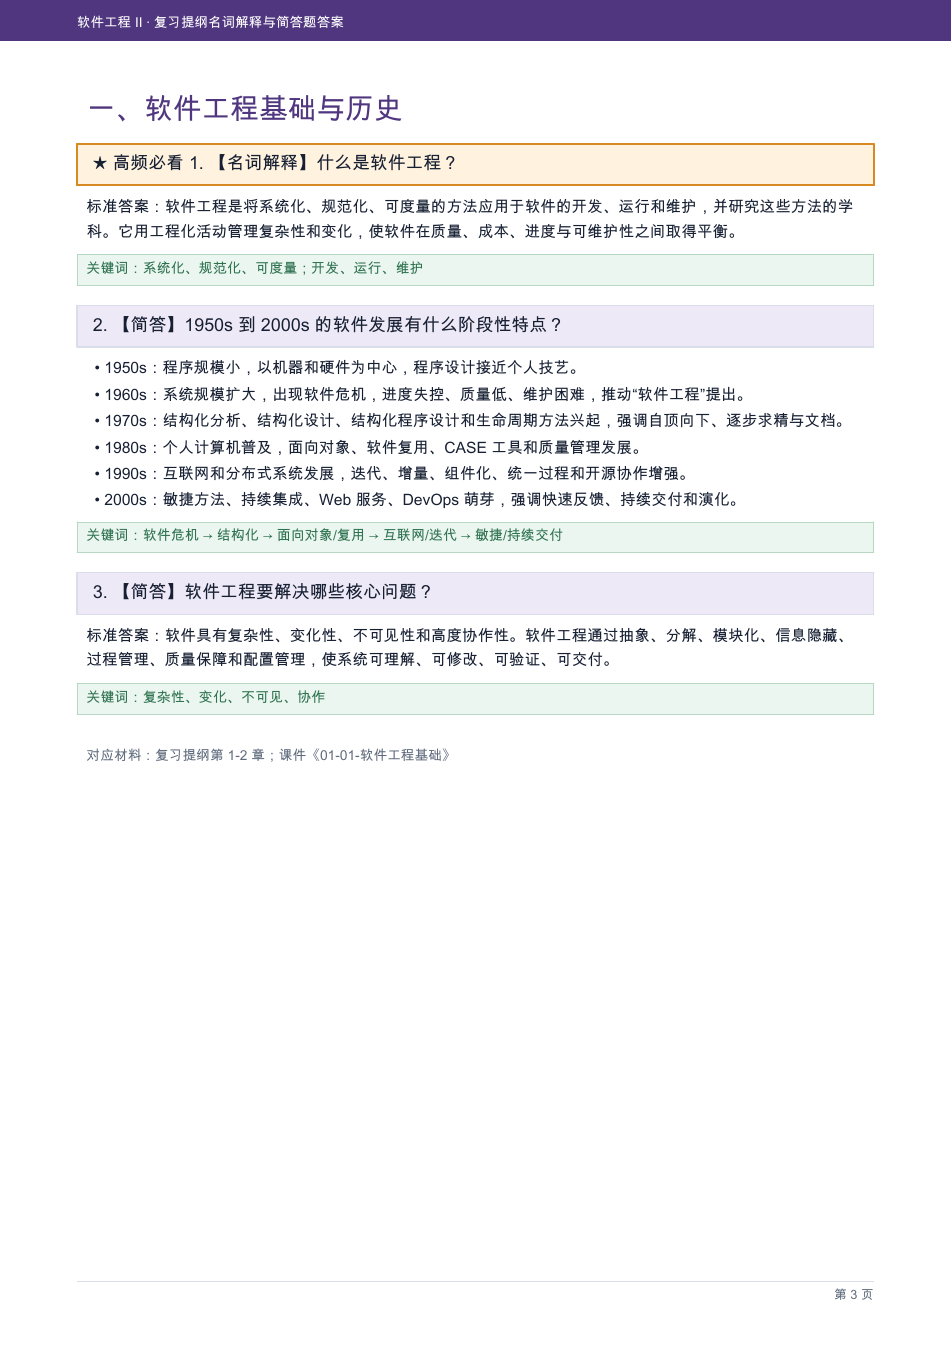 软件工程 II · 复习提纲名词解释与简答题答案
一、软件工程基础与历史
★ 高频必看 1. 【名词解释】什么是软件工程？
标准答案：软件工程是将系统化、规范化、可度量的方法应用于软件的开发、运行和维护，并研究这些方法的学
科。它用工程化活动管理复杂性和变化，使软件在质量、成本、进度与可维护性之间取得平衡。
关键词：系统化、规范化、可度量；开发、运行、维护
2. 【简答】1950s 到 2000s 的软件发展有什么阶段性特点？
• 1950s：程序规模小，以机器和硬件为中心，程序设计接近个人技艺。
• 1960s：系统规模扩大，出现软件危机，进度失控、质量低、维护困难，推动“软件工程”提出。
• 1970s：结构化分析、结构化设计、结构化程序设计和生命周期方法兴起，强调自顶向下、逐步求精与文档。
• 1980s：个人计算机普及，面向对象、软件复用、CASE 工具和质量管理发展。
• 1990s：互联网和分布式系统发展，迭代、增量、组件化、统一过程和开源协作增强。
• 2000s：敏捷方法、持续集成、Web 服务、DevOps 萌芽，强调快速反馈、持续交付和演化。
关键词：软件危机 → 结构化 → 面向对象/复用 → 互联网/迭代 → 敏捷/持续交付
3. 【简答】软件工程要解决哪些核心问题？
标准答案：软件具有复杂性、变化性、不可见性和高度协作性。软件工程通过抽象、分解、模块化、信息隐藏、
过程管理、质量保障和配置管理，使系统可理解、可修改、可验证、可交付。
关键词：复杂性、变化、不可见、协作
对应材料：复习提纲第 1-2 章；课件《01-01-软件工程基础》
第 3 页